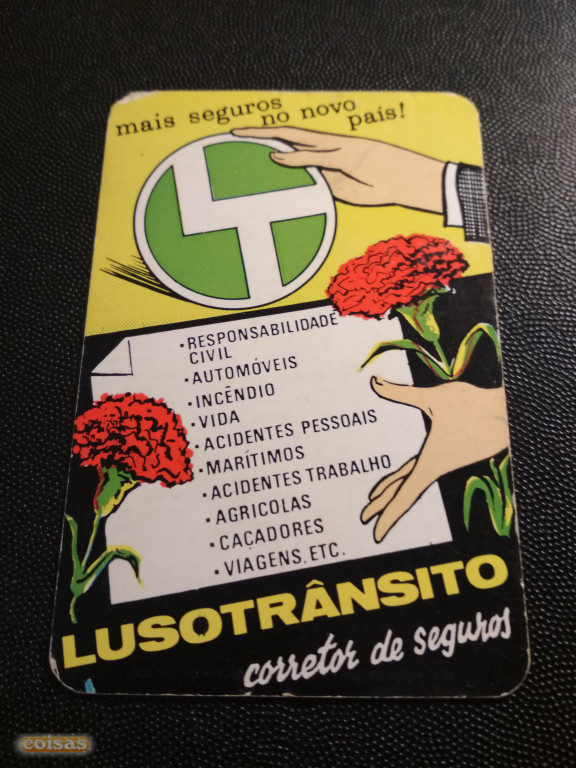 mais seguros no novo país!
LT
• RESPONSABILIDADE
CIVIL
• AUTOMÓVEIS
• INCÊNDIO
• VIDA
• ACIDENTES PESSOAIS
• MARÍTIMOS
• ACIDENTES TRABALHO
• AGRICOLAS
• CAÇADORES
• VIAGENS, ETC.
LUSOTRÂNSITO
corretor de seguros
coisas